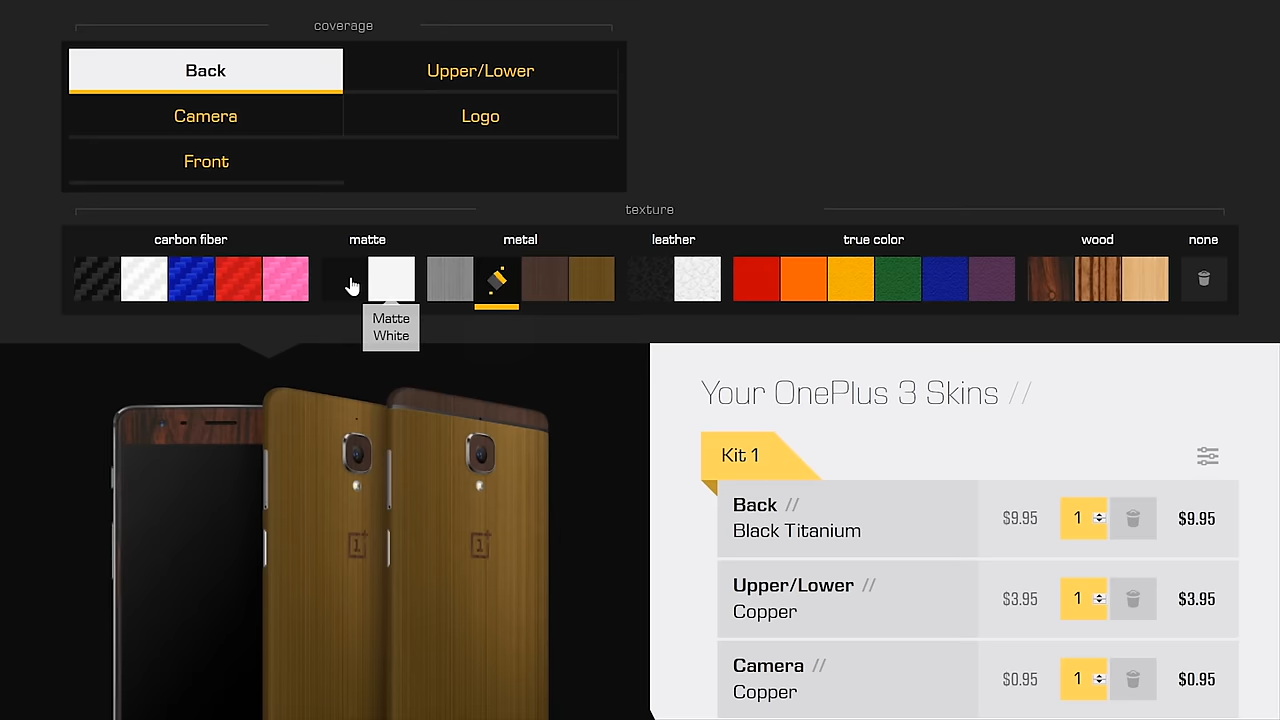 coverage
Back
Upper/Lower
Camera
Logo
Front
texture
carbon fiber
matte
metal
leather
true color
wood
none
Matte
White
Your OnePlus 3 Skins //
Kit 1
Back //
Black Titanium
$9.95
1
$9.95
Upper/Lower //
Copper
$3.95
1
$3.95
Camera //
Copper
$0.95
1
$0.95
1
1